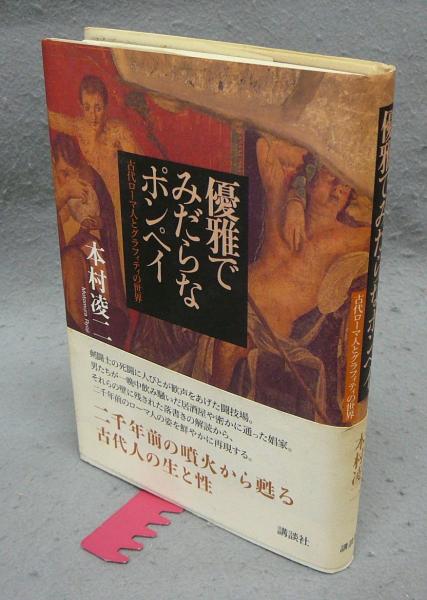 優雅で
みだらな
ポンペイ
古代ローマ人とグラフィティの世界
本村凌二
Motomura Ryoji
剣闘士の死闘に人びとが歓声をあげた闘技場。
男たちが一晩中飲み騒いだ居酒屋や密かに通った娼家。
それらの壁に残された落書きの解読から、
二千年前のローマ人の姿を鮮やかに再現する。
二千年前の噴火から甦る
古代人の生と性
講談社
優雅でみだらなポンペイ
古代ローマ人とグラフィティの世界
本村凌
講談